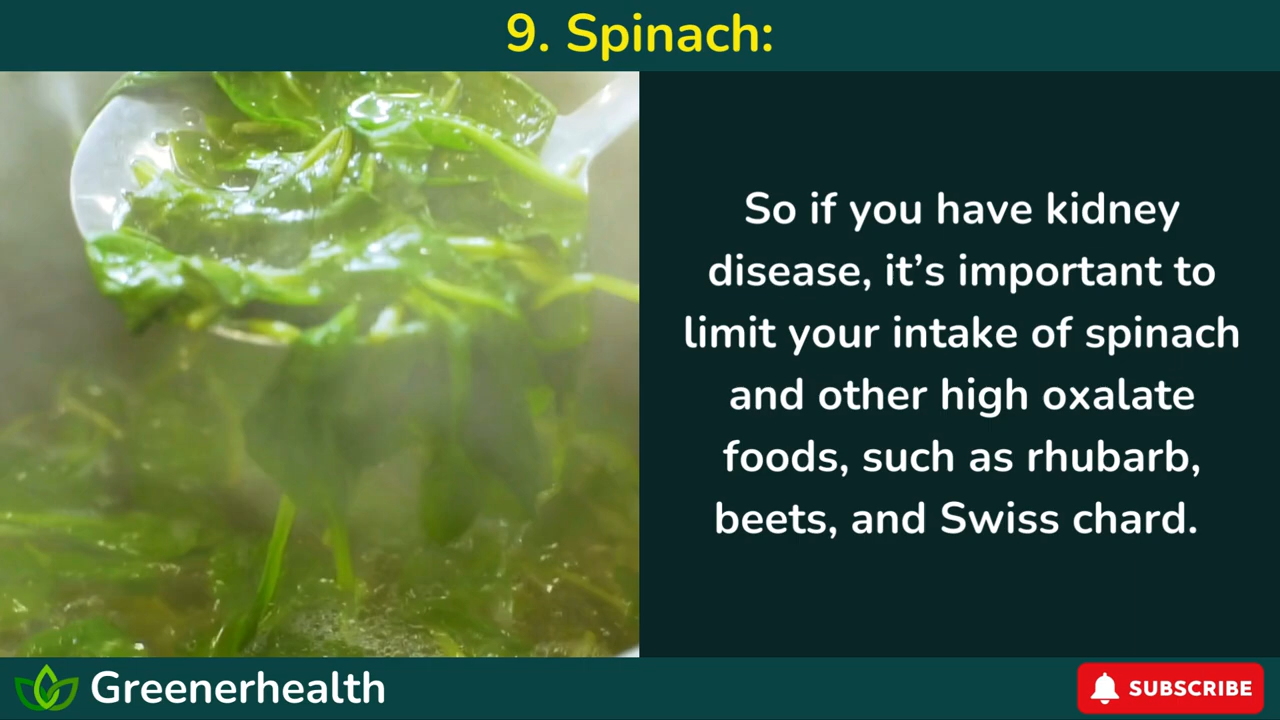 9. Spinach:
So if you have kidney
disease, it’s important to
limit your intake of spinach
and other high oxalate
foods, such as rhubarb,
beets, and Swiss chard.
Greenerhealth
SUBSCRIBE